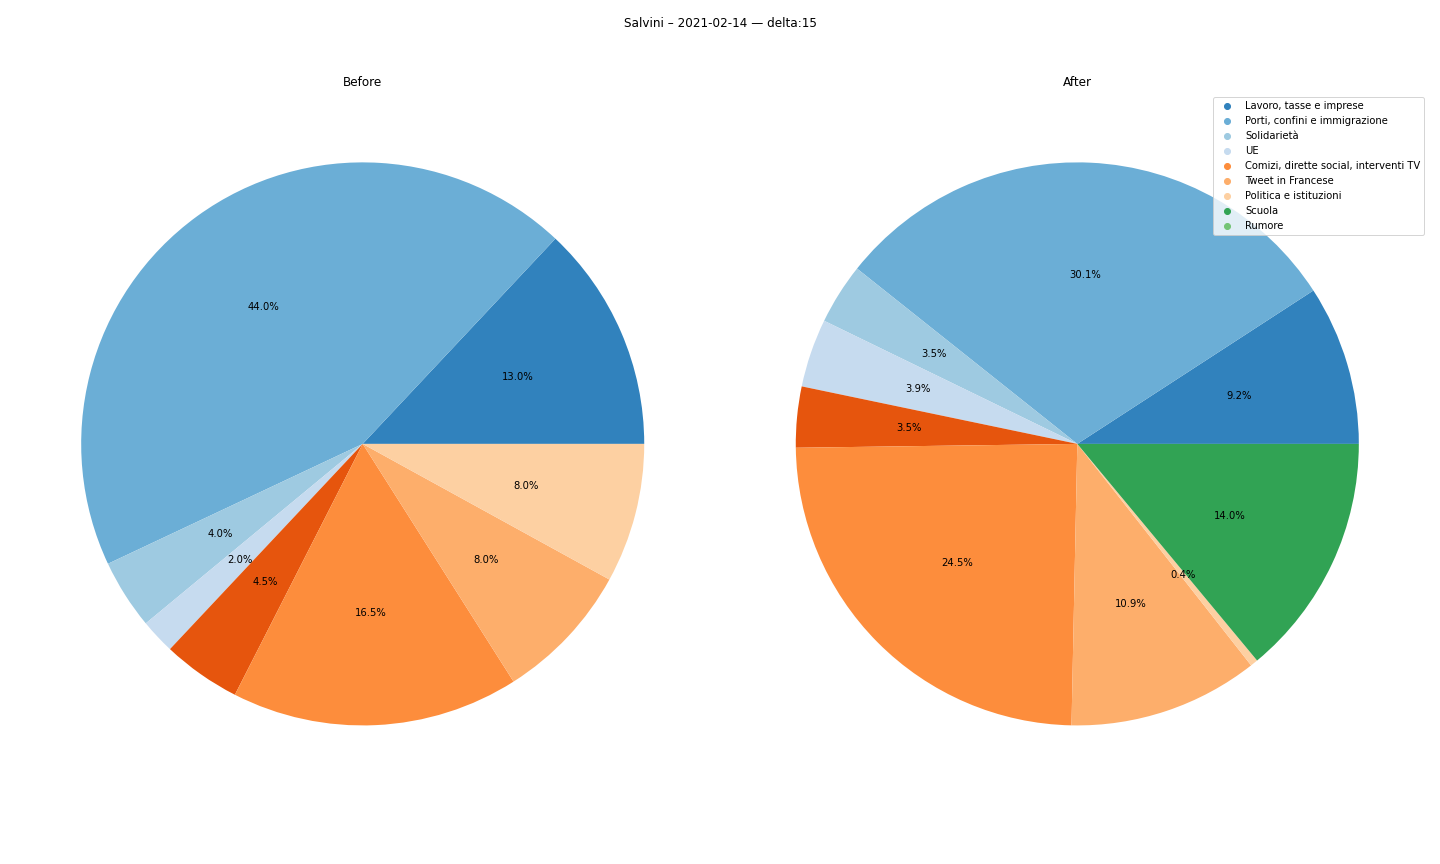 Salvini – 2021-02-14 — delta:15
Before
44.0%
13.0%
4.0%
2.0%
4.5%
16.5%
8.0%
8.0%
After
Lavoro, tasse e imprese
Porti, confini e immigrazione
Solidarietà
UE
Comizi, dirette social, interventi TV
Tweet in Francese
Politica e istituzioni
Scuola
Rumore
30.1%
9.2%
3.5%
3.9%
3.5%
24.5%
10.9%
0.4%
14.0%